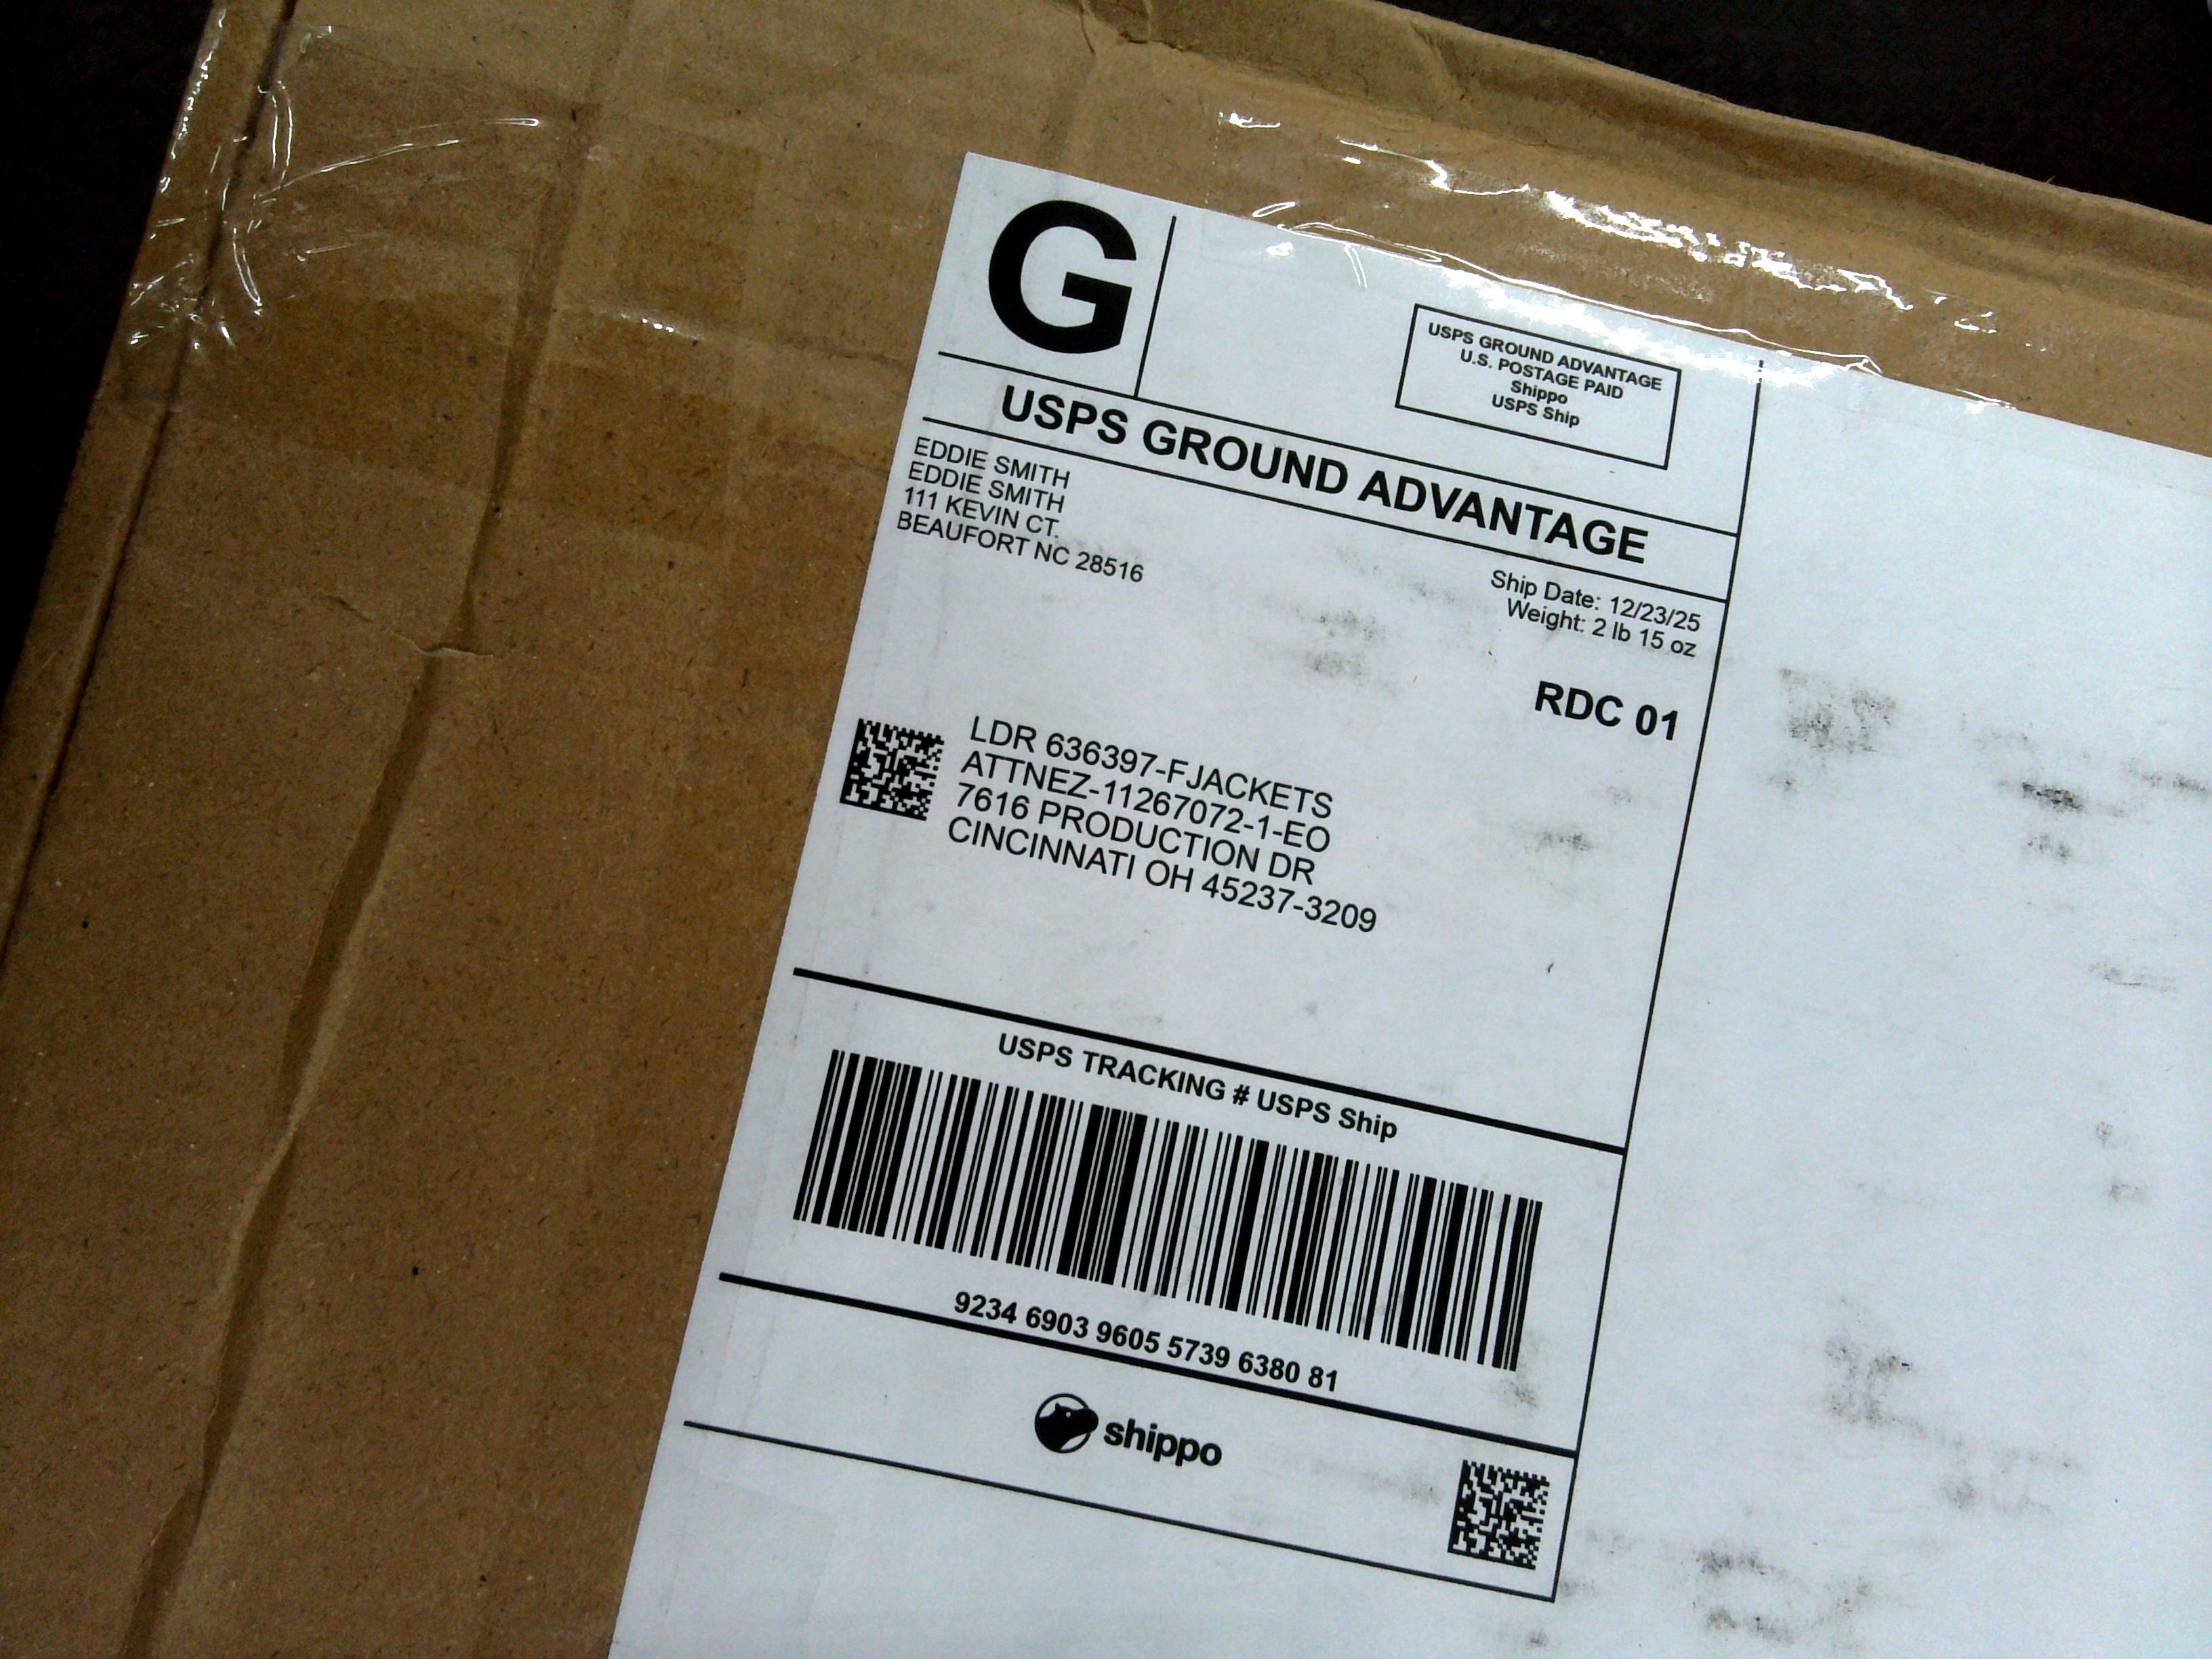 G
USPS GROUND ADVANTAGE
U.S. POSTAGE PAID
Shippo
USPS Ship
USPS GROUND ADVANTAGE
EDDIE SMITH
EDDIE SMITH
111 KEVIN CT.
BEAUFORT NC 28516
Ship Date: 12/23/25
Weight: 2 lb 15 oz
RDC 01
LDR 636397-FJACKETS
ATTNEZ-11267072-1-EO
7616 PRODUCTION DR
CINCINNATI OH 45237-3209
USPS TRACKING # USPS Ship
9234 6903 9605 5739 6380 81
shippo